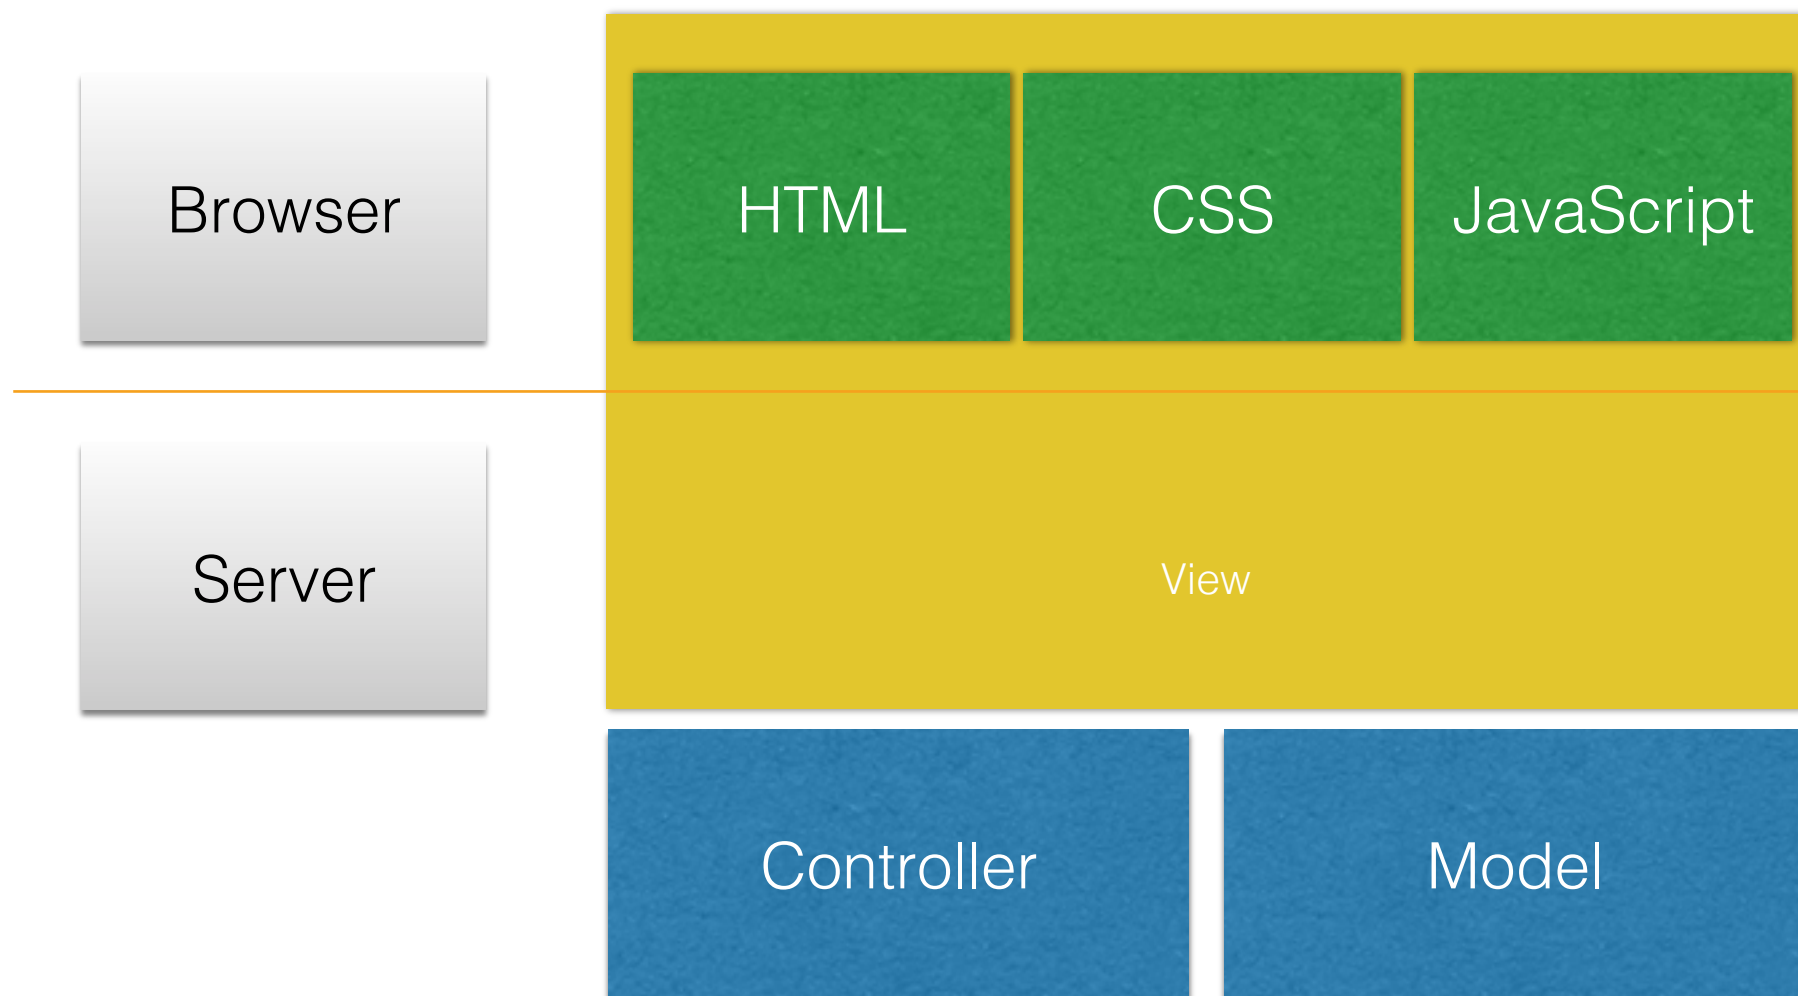 Browser
HTML
CSS
JavaScript
Server
View
Controller
Model